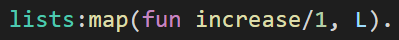 lists:map(fun increase/1, L).